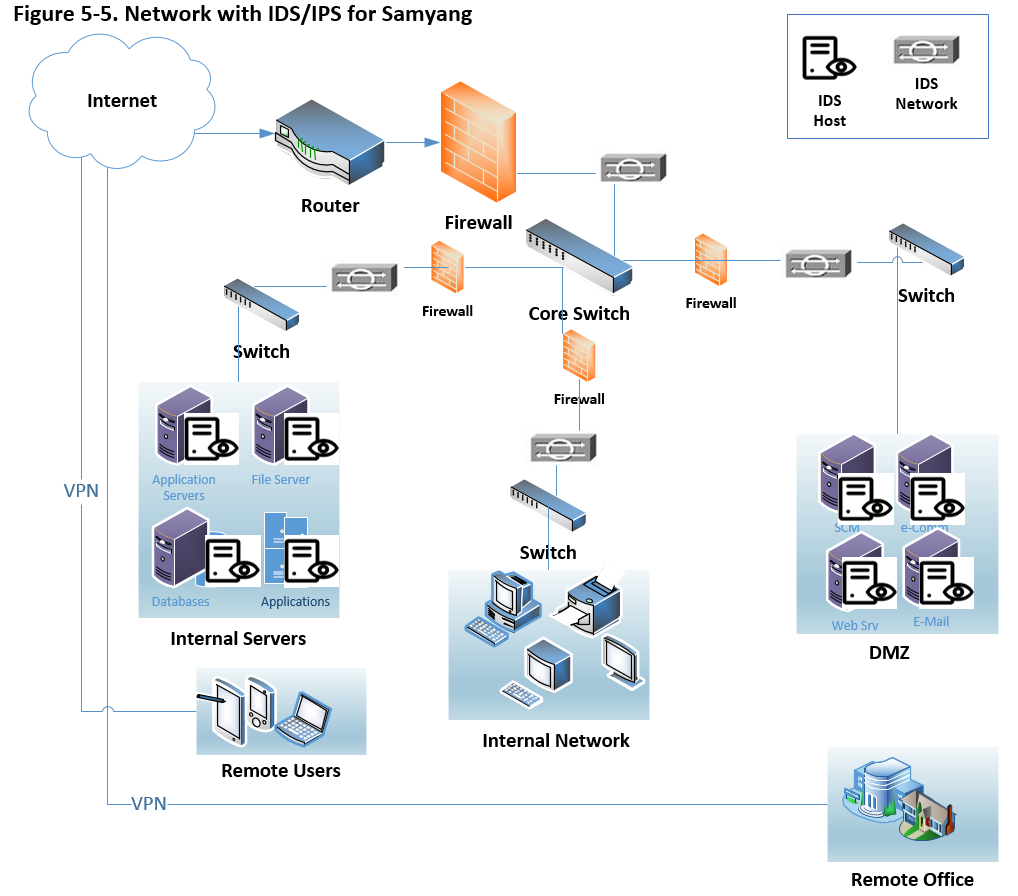 Figure 5-5. Network with IDS/IPS for Samyang
Internet
IDS
Host
IDS
Network
Router
Firewall
Firewall
Core Switch
Firewall
Switch
Switch
Firewall
Application
Servers
File Server
VPN
SCM
e-Comm
Switch
Databases
Applications
Web Srv
E-Mail
Internal Servers
DMZ
Internal Network
Remote Users
VPN
Remote Office